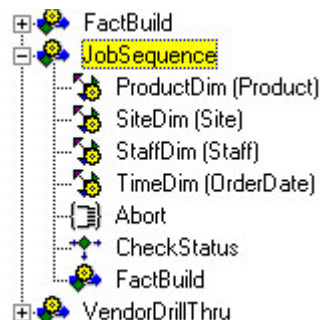 FactBuild
JobSequence
ProductDim (Product)
SiteDim (Site)
StaffDim (Staff)
TimeDim (OrderDate)
Abort
CheckStatus
FactBuild
VendorDrillThru